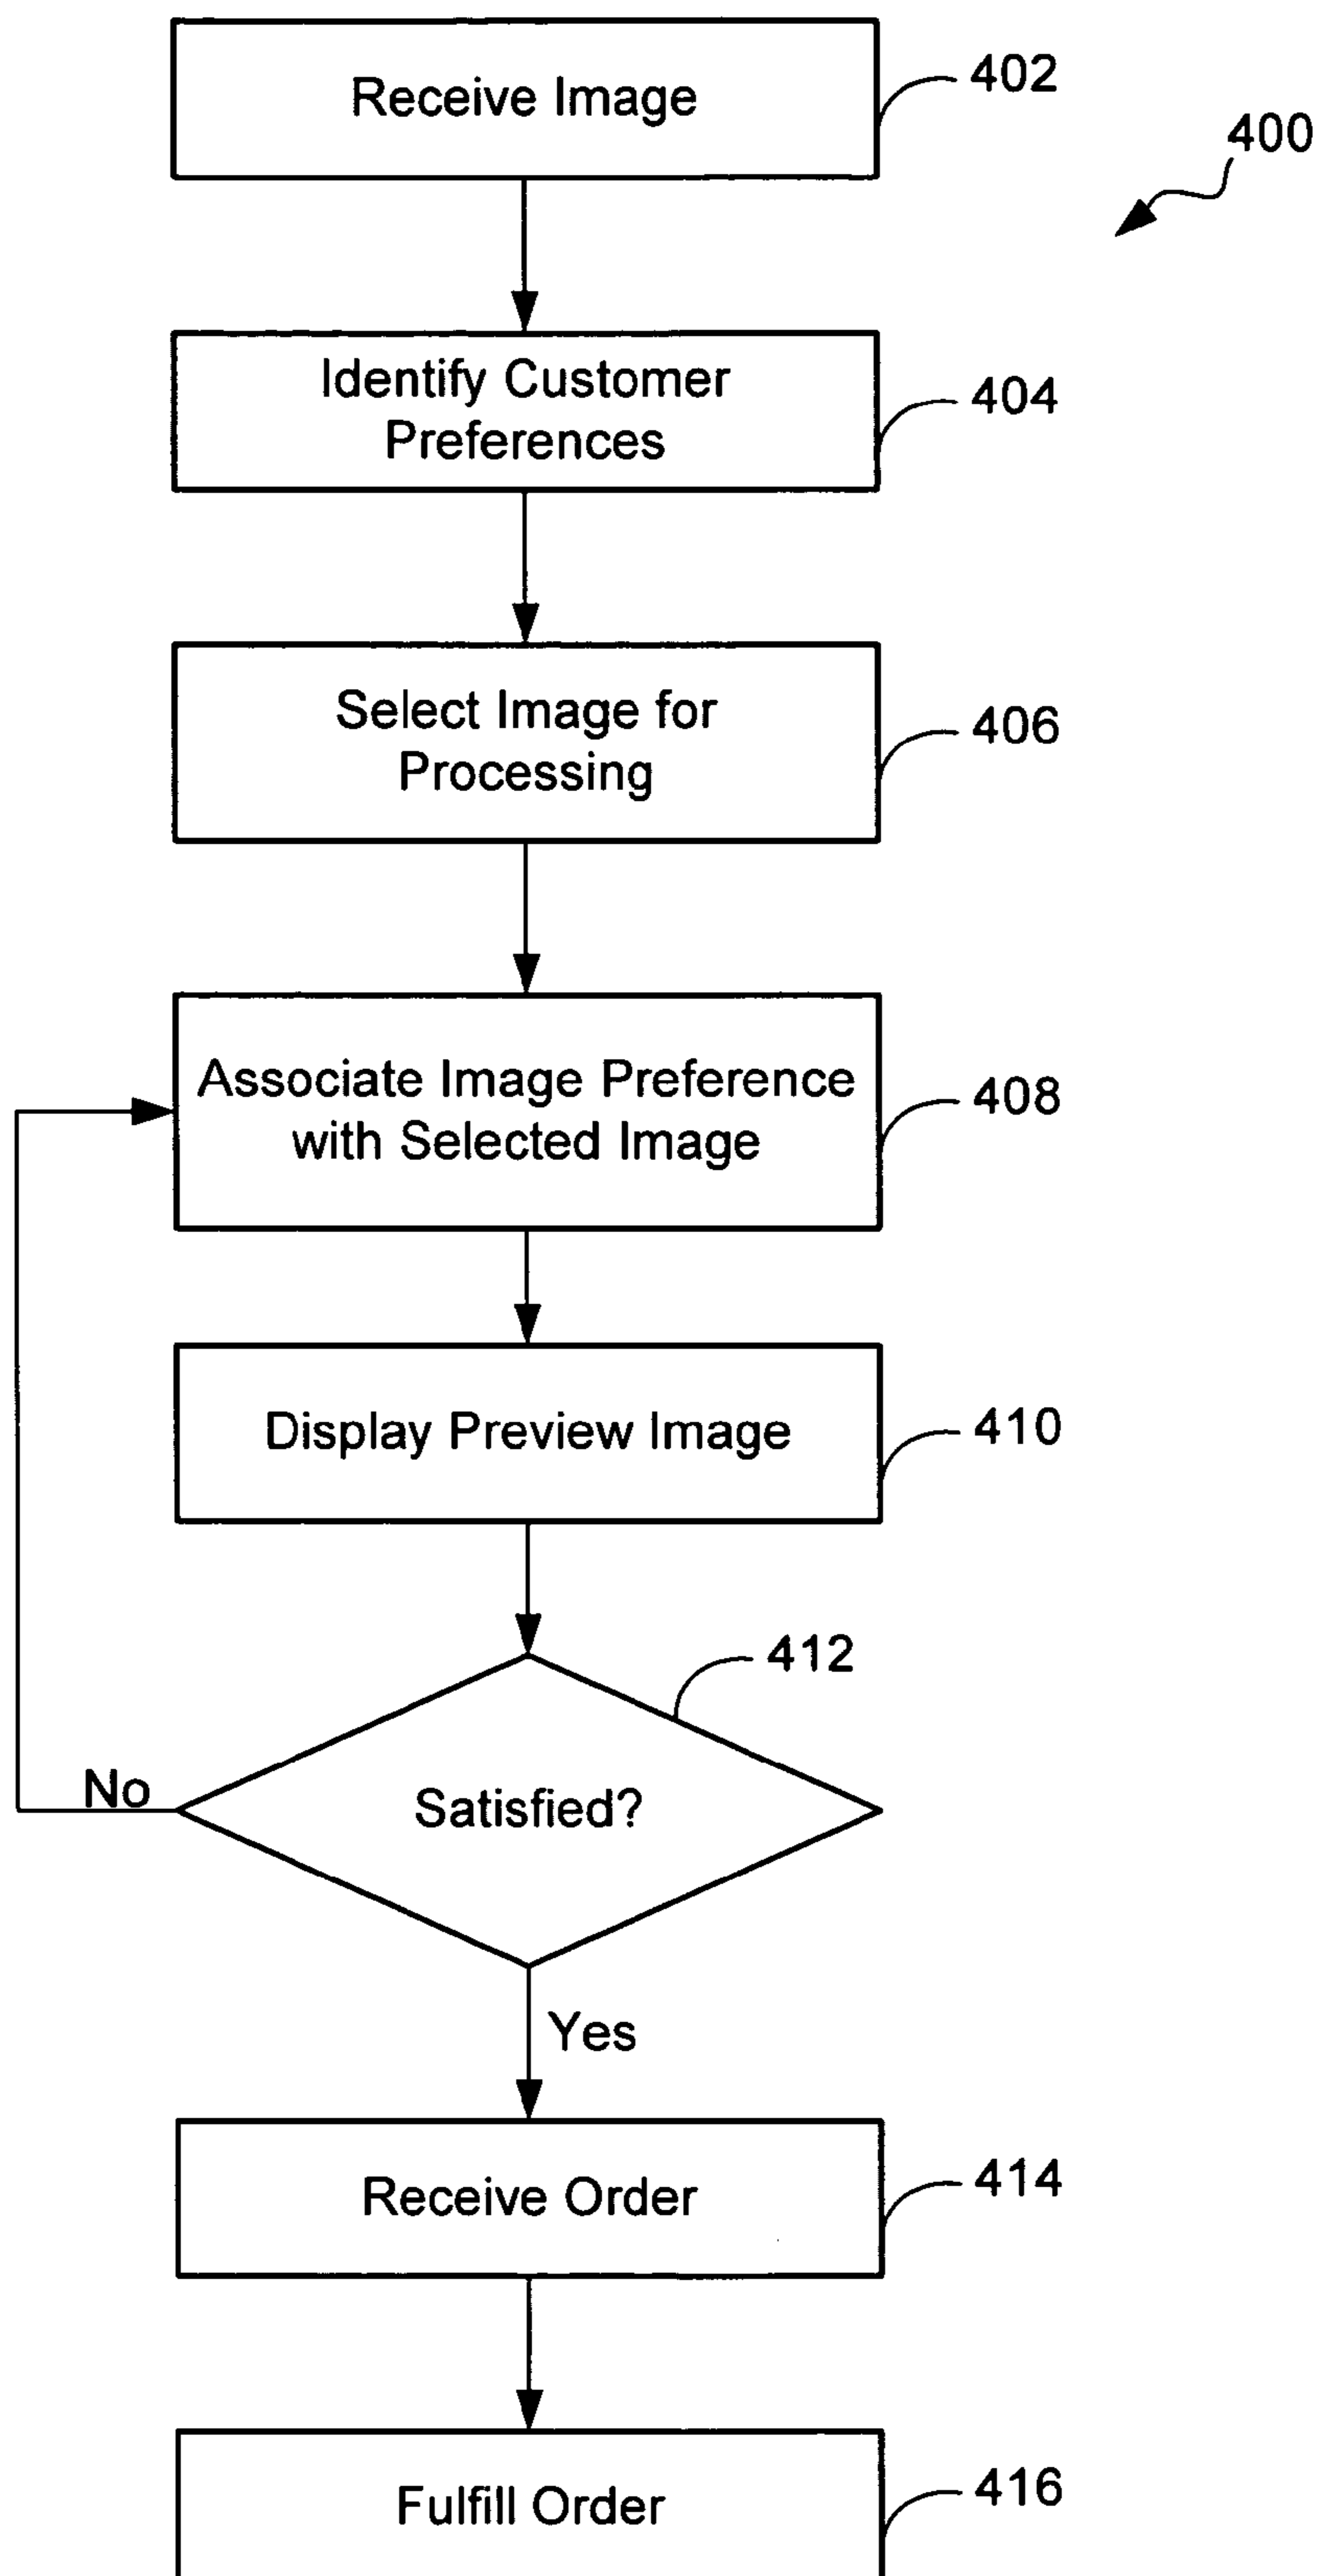 Receive Image
402
400
Identify Customer
Preferences
404
Select Image for
Processing
406
Associate Image Preference
with Selected Image
408
Display Preview Image
410
412
Satisfied?
No
Yes
Receive Order
414
Fulfill Order
416